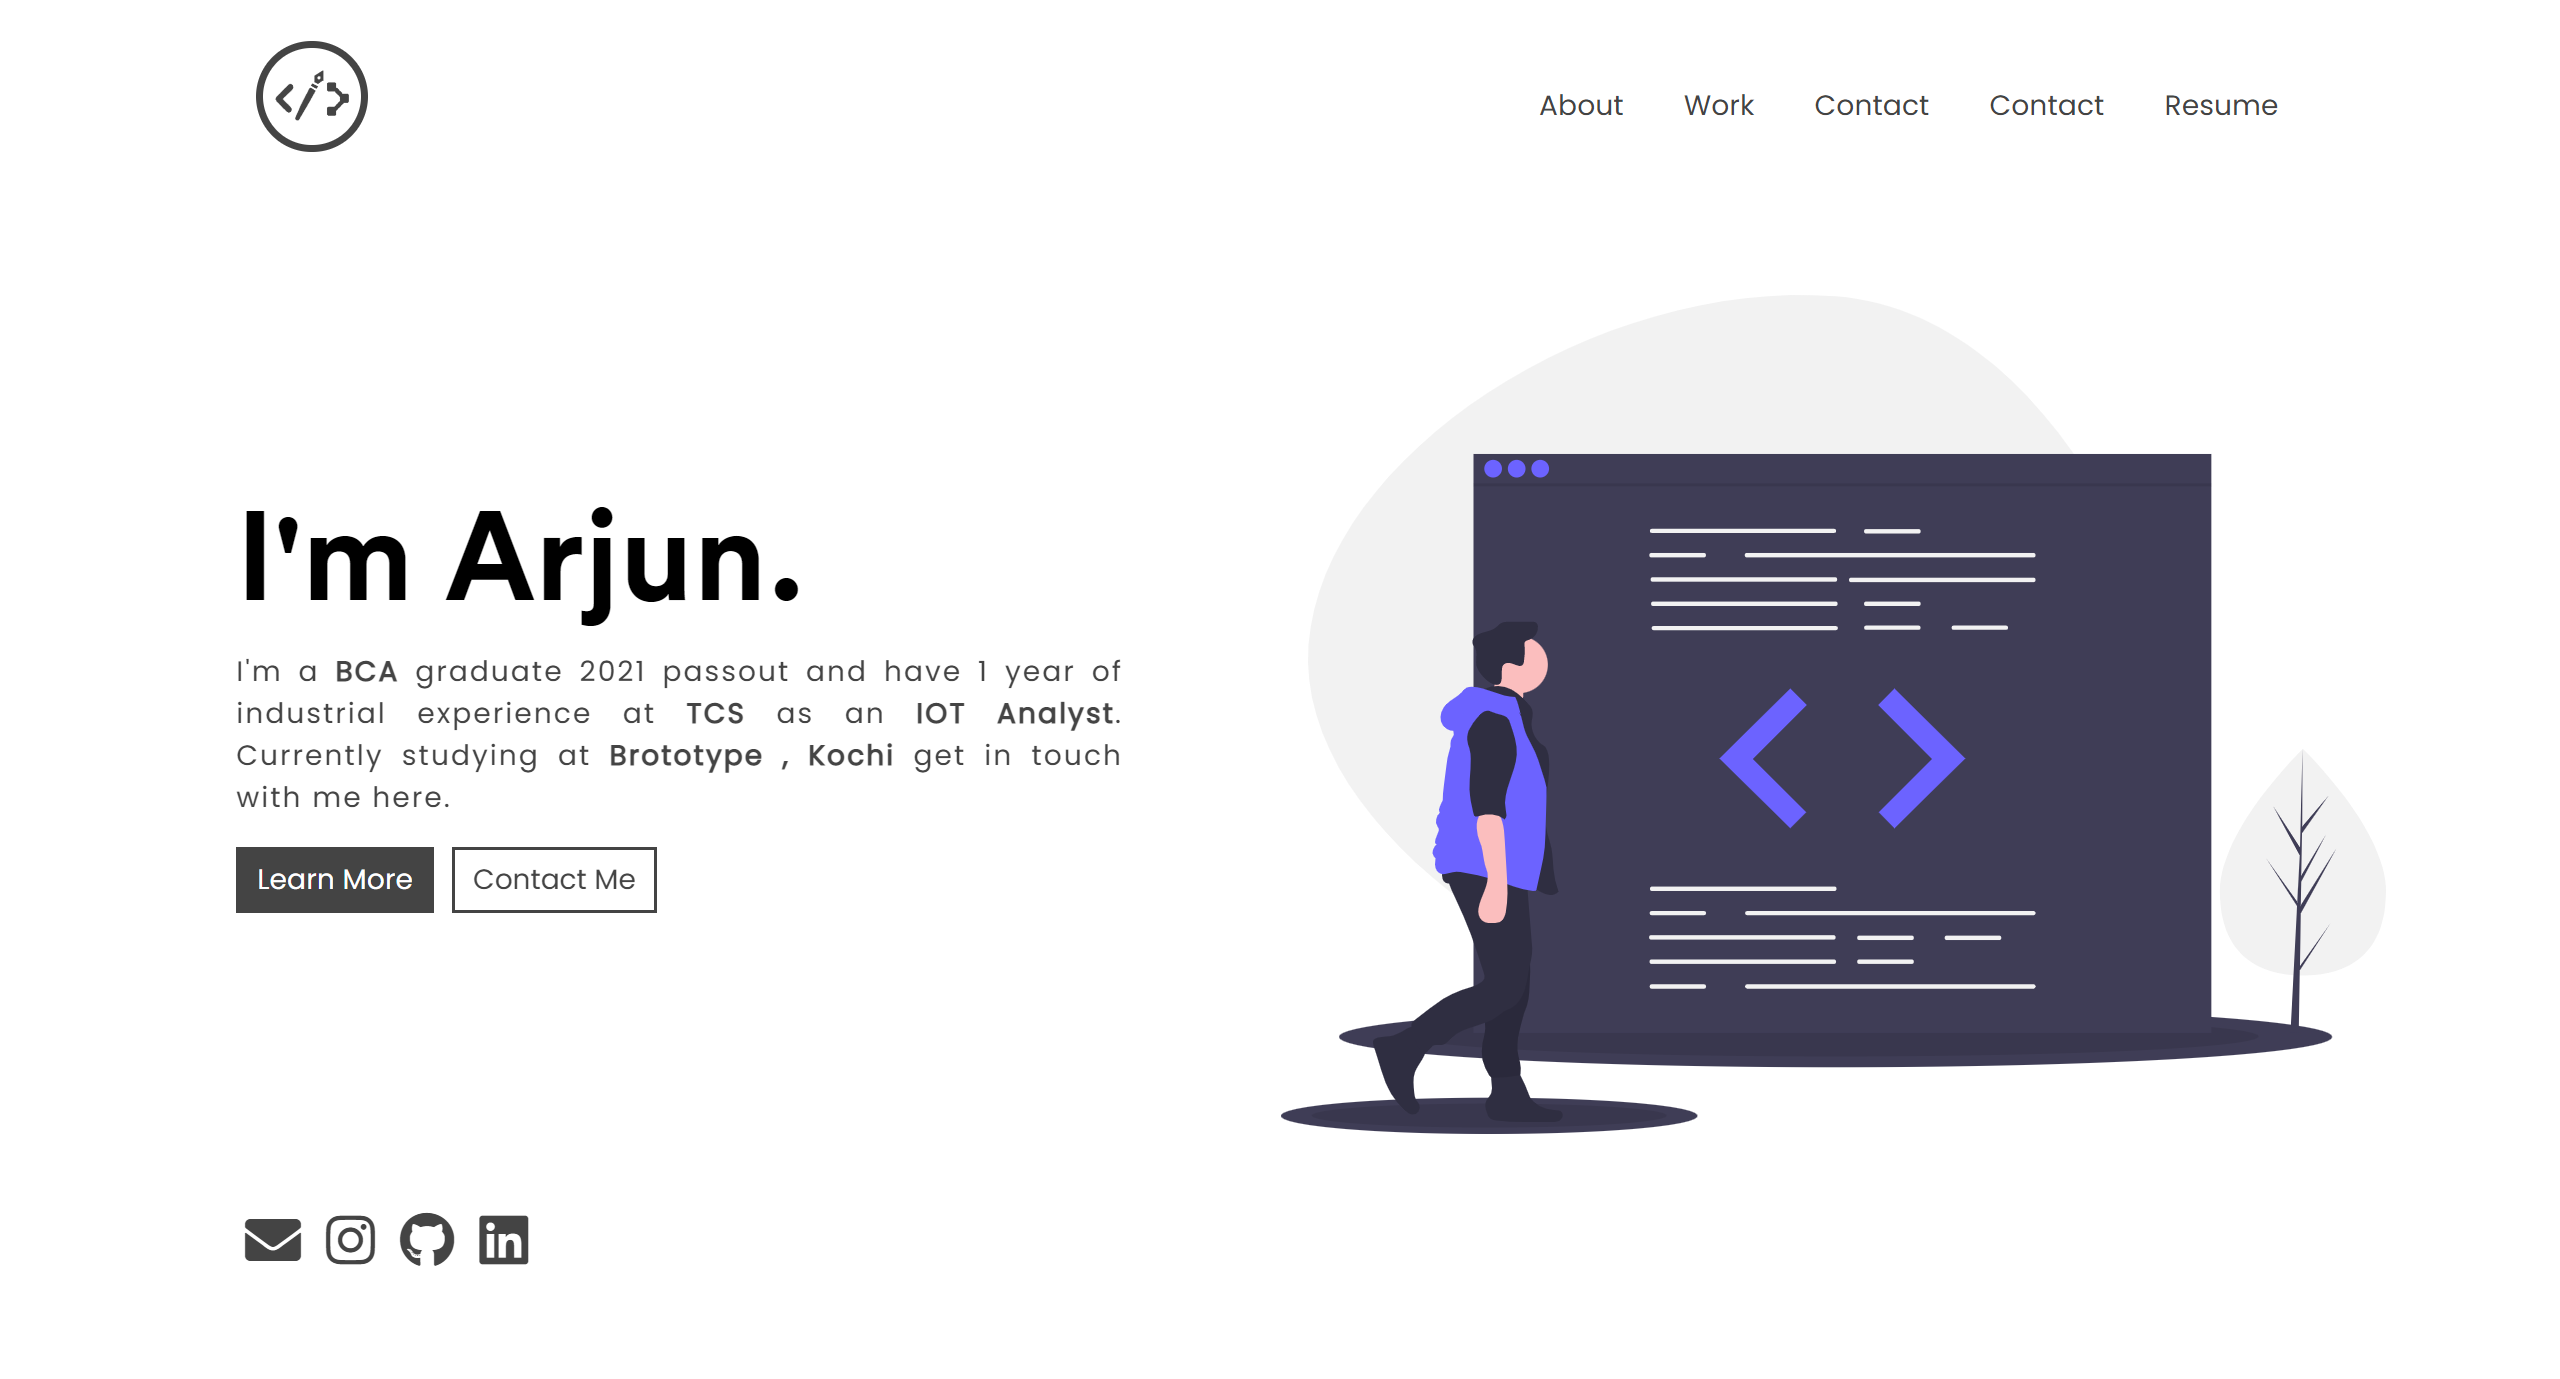 About Work Contact Contact Resume
I'm Arjun.
I'm a BCA graduate 2021 passout and have 1 year of
industrial experience at TCS as an IOT Analyst.
Currently studying at Brototype , Kochi get in touch
with me here.
Learn More Contact Me